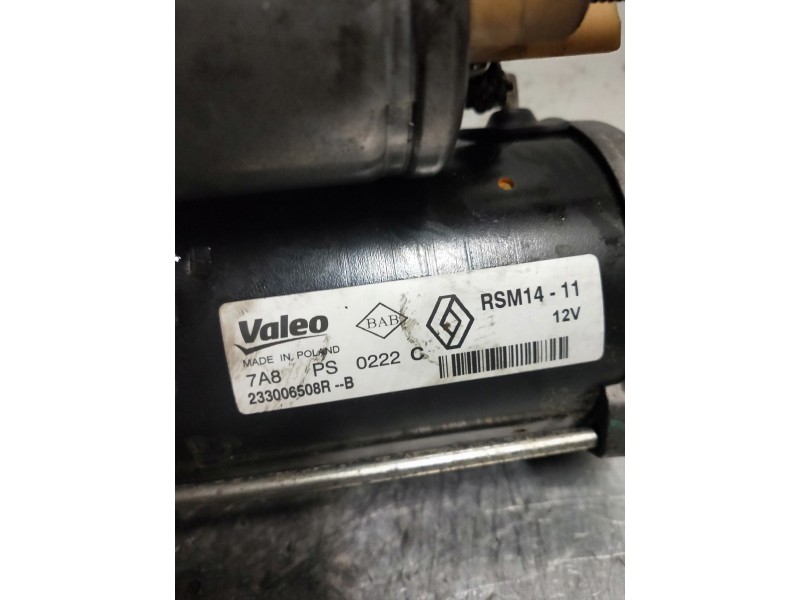 Valeo BAB RSM14 - 11
MADE IN POLAND 12V
7A8 PS 0222 C
233006508R --B